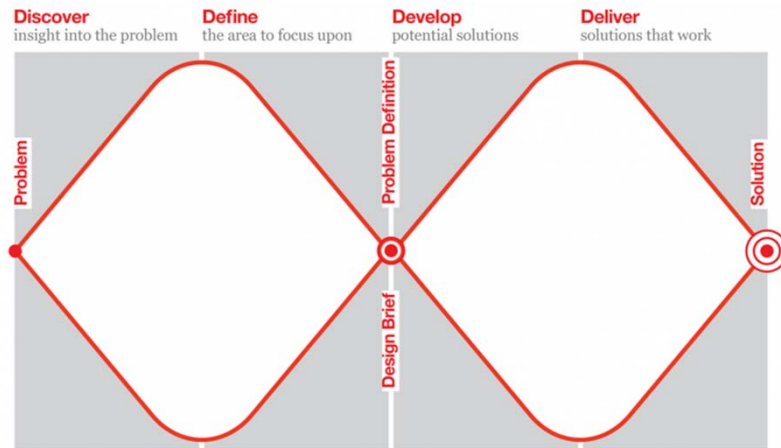 Discover
insight into the problem
Define
the area to focus upon
Develop
potential solutions
Deliver
solutions that work
Problem
Problem Definition
Design Brief
Solution